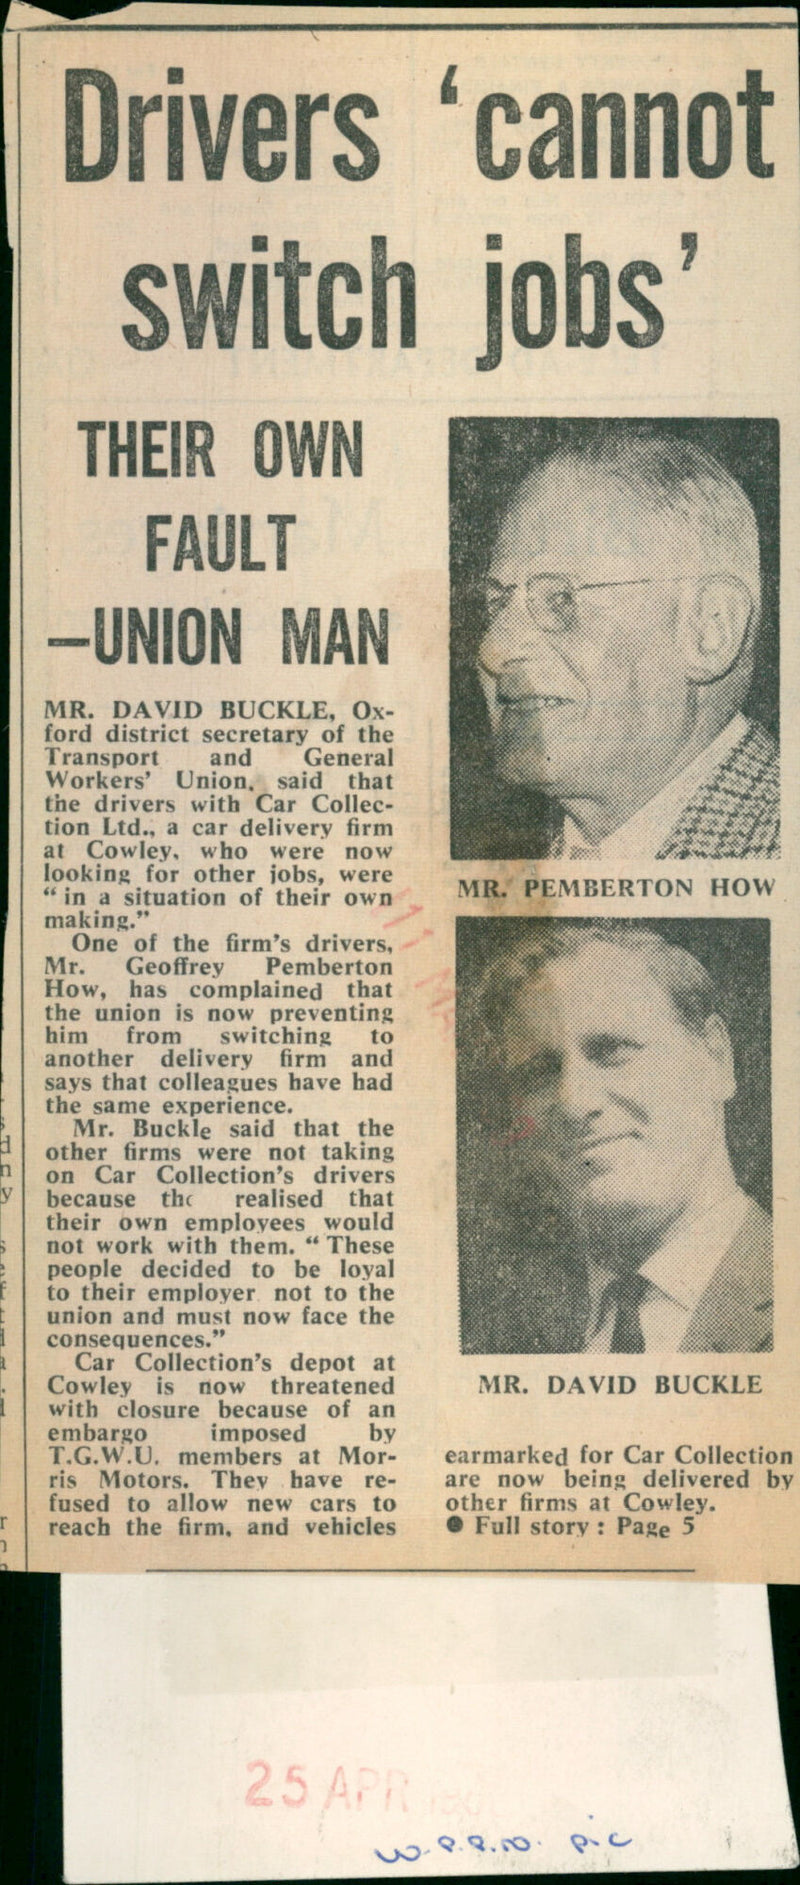 Drivers ‘cannot
switch jobs’
THEIR OWN
FAULT
—UNION MAN
MR. DAVID BUCKLE, Ox-
ford district secretary of the
Transport and General
Workers’ Union, said that
the drivers with Car Collec-
tion Ltd., a car delivery firm
at Cowley, who were now
looking for other jobs, were
“in a situation of their own
making.”
One of the firm’s drivers,
Mr. Geoffrey Pemberton
How, has complained that
the union is now preventing
him from switching to
another delivery firm and
says that colleagues have had
the same experience.
Mr. Buckle said that the
other firms were not taking
on Car Collection’s drivers
because the realised that
their own employees would
not work with them. “These
people decided to be loyal
to their employer not to the
union and must now face the
consequences.”
Car Collection’s depot at
Cowley is now threatened
with closure because of an
embargo imposed by
T.G.W.U. members at Mor-
ris Motors. They have re-
fused to allow new cars to
reach the firm, and vehicles
MR. PEMBERTON HOW
MR. DAVID BUCKLE
earmarked for Car Collection
are now being delivered by
other firms at Cowley.
● Full story : Page 5
25 APR